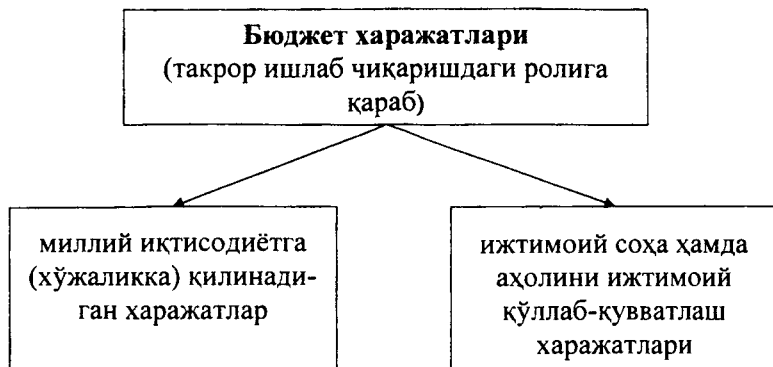 Бюджет харажатлари
(такрор ишлаб чиқаришдаги ролига
қараб)
миллий иқтисодиётга
(хўжаликка) қилинади-
ган харажатлар
ижтимоий соҳа ҳамда
аҳолини ижтимоий
қўллаб-қувватлаш
харажатлари